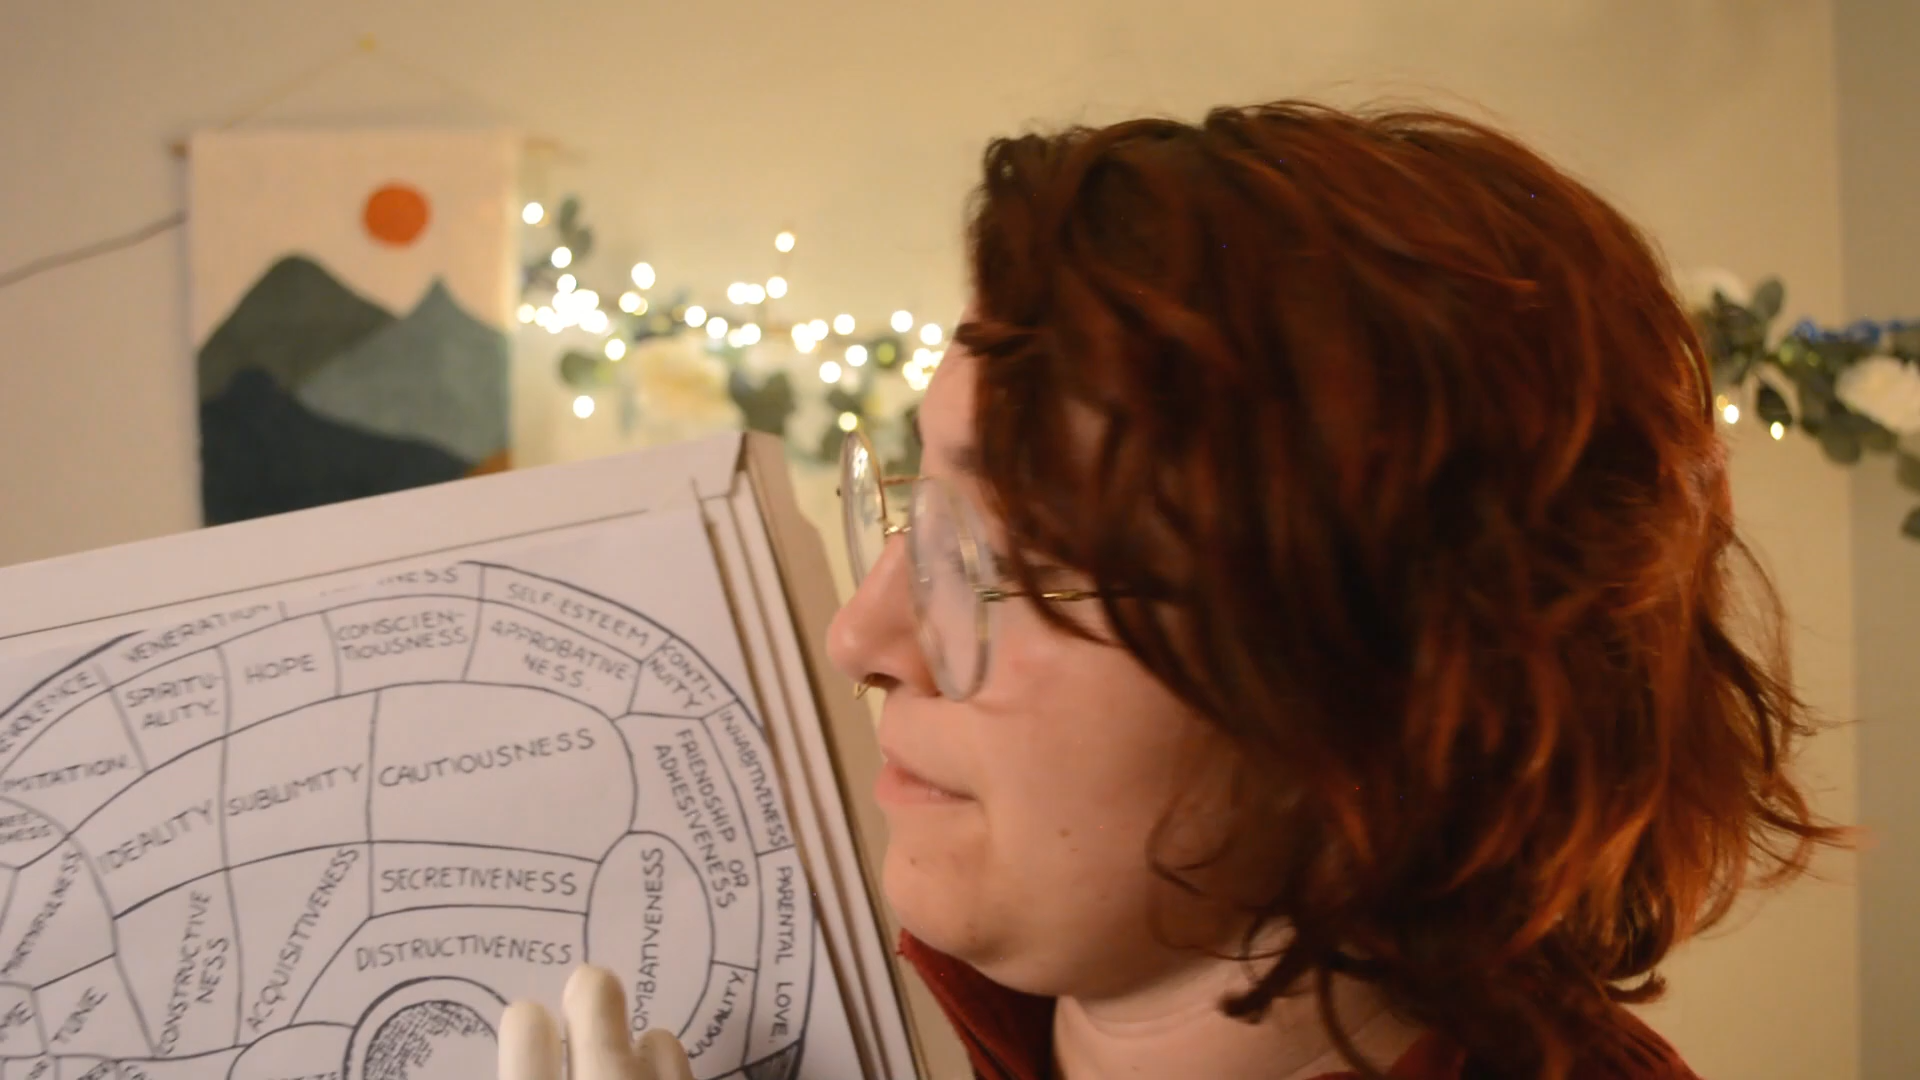 VENERATION
SELF-ESTEEM
CONSCIEN-
TIOUSNESS
HOPE
SPIRITU-
ALITY.
APPROBATIVE-
NESS.
CONTI-
NUITY-
INHABITIVENESS
IMITATION.
IDEALITY
SUBLIMITY
CAUTIOUSNESS
FRIENDSHIP OR
ADHESIVENESS
CONSTRUCTIVE
NESS
ACQUISITIVENESS
SECRETIVENESS
DISTRUCTIVENESS
COMBATIVENESS
PARENTAL LOVE.
TUNE